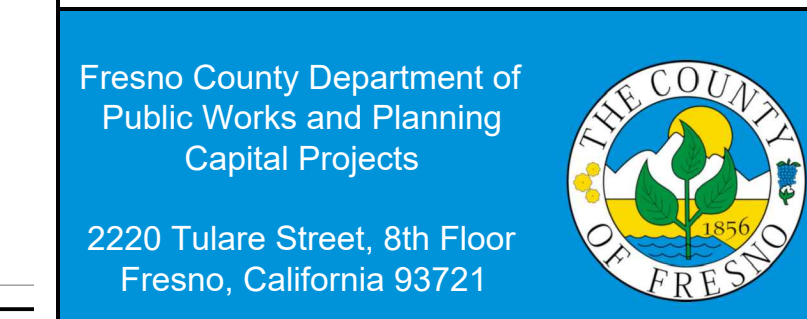 Fresno County Department of
Public Works and Planning
Capital Projects
2220 Tulare Street, 8th Floor
Fresno, California 93721
THE COUNTY
OF FRESNO
1856